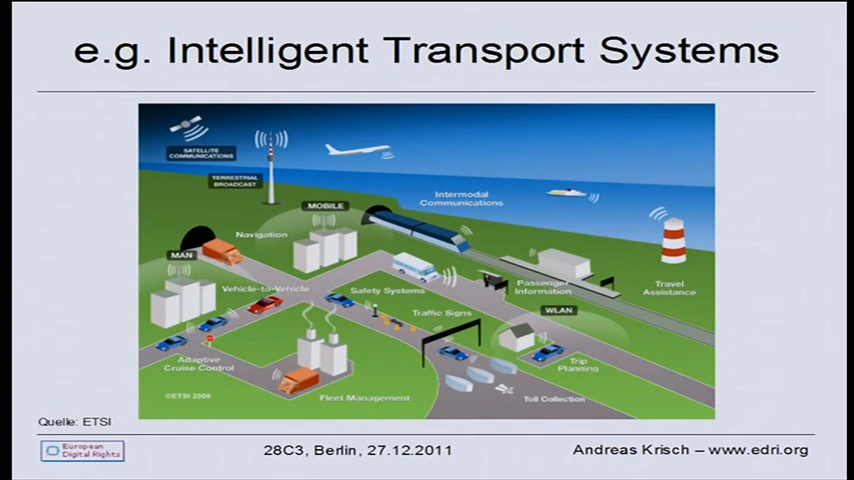 e.g. Intelligent Transport Systems
SATELLITE
COMMUNICATIONS
TERRESTRIAL
BROADCAST
MOBILE
Intermodal
Communications
Navigation
MAN
Vehicle-to-Vehicle
Safety Systems
Passenger
Information
Travel
Assistance
Traffic Signs
WLAN
Adaptive
Cruise Control
Trip
Planning
©ETSI 2008
Fleet Management
Toll Collection
Quelle: ETSI
European
Digital Rights
28C3, Berlin, 27.12.2011
Andreas Krisch – www.edri.org